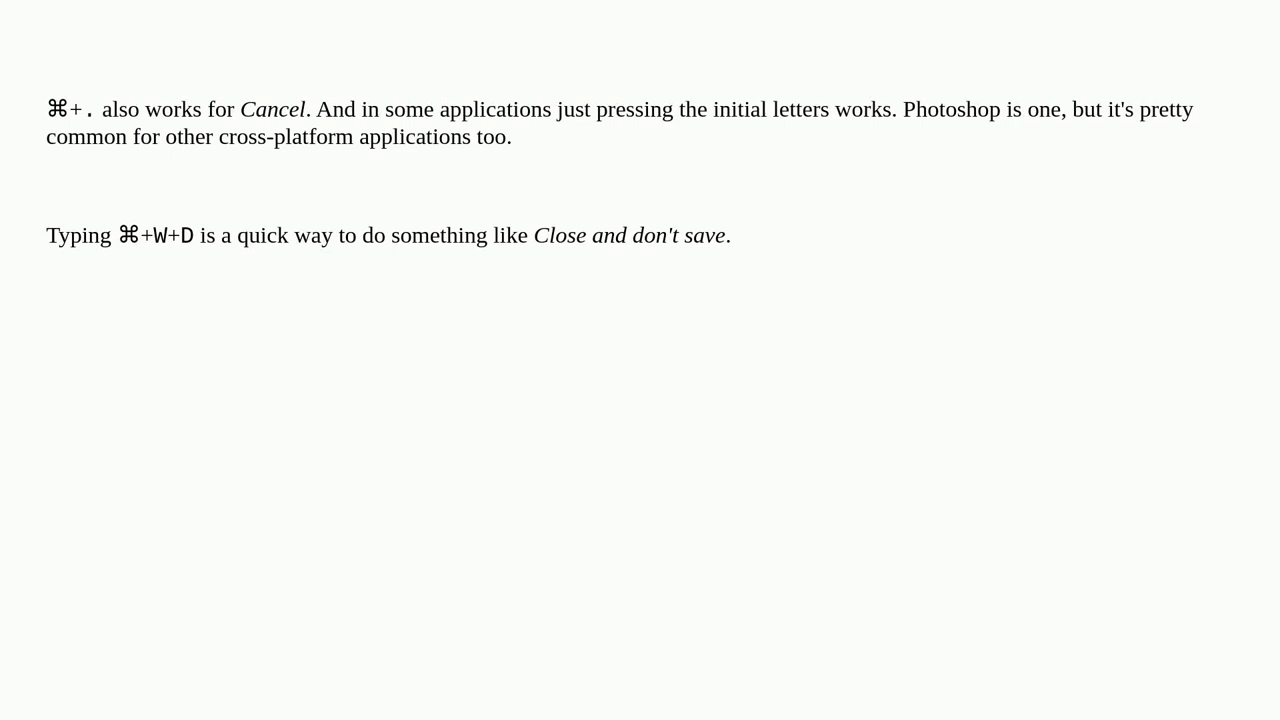 ⌘+. also works for Cancel. And in some applications just pressing the initial letters works. Photoshop is one, but it's pretty
common for other cross-platform applications too.
Typing ⌘+W+D is a quick way to do something like Close and don't save.